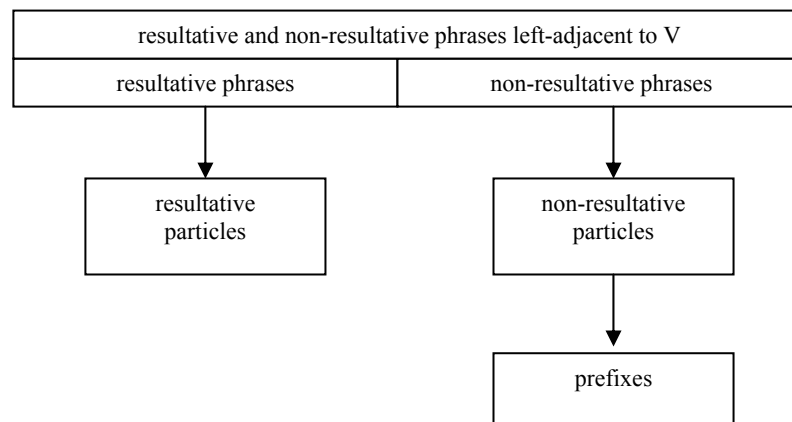 resultative and non-resultative phrases left-adjacent to V
resultative phrases
non-resultative phrases
resultative
particles
non-resultative
particles
prefixes